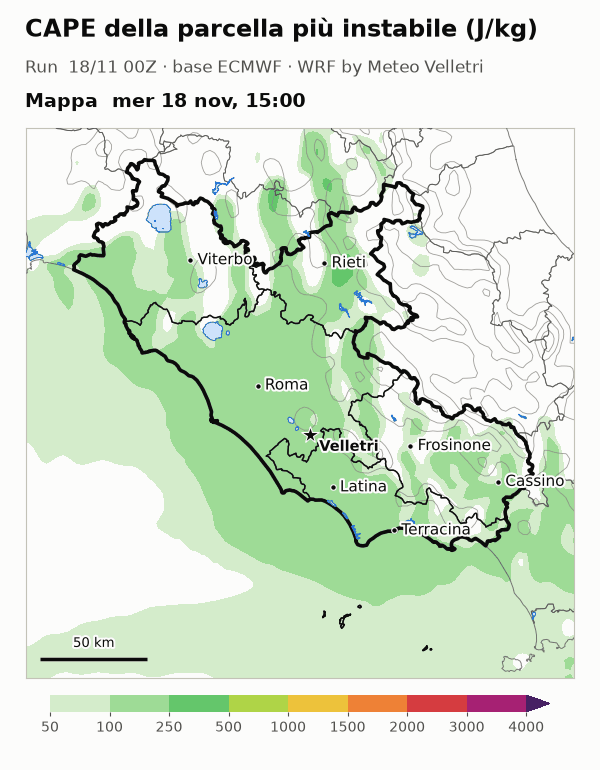 CAPE della parcella più instabile (J/kg)
Run  18/11 00Z · base ECMWF · WRF by Meteo Velletri
Mappa  mer 18 nov, 15:00
Viterbo
Rieti
Roma
Velletri
Frosinone
Cassino
Latina
Terracina
50 km
50 100 250 500 1000 1500 2000 3000 4000